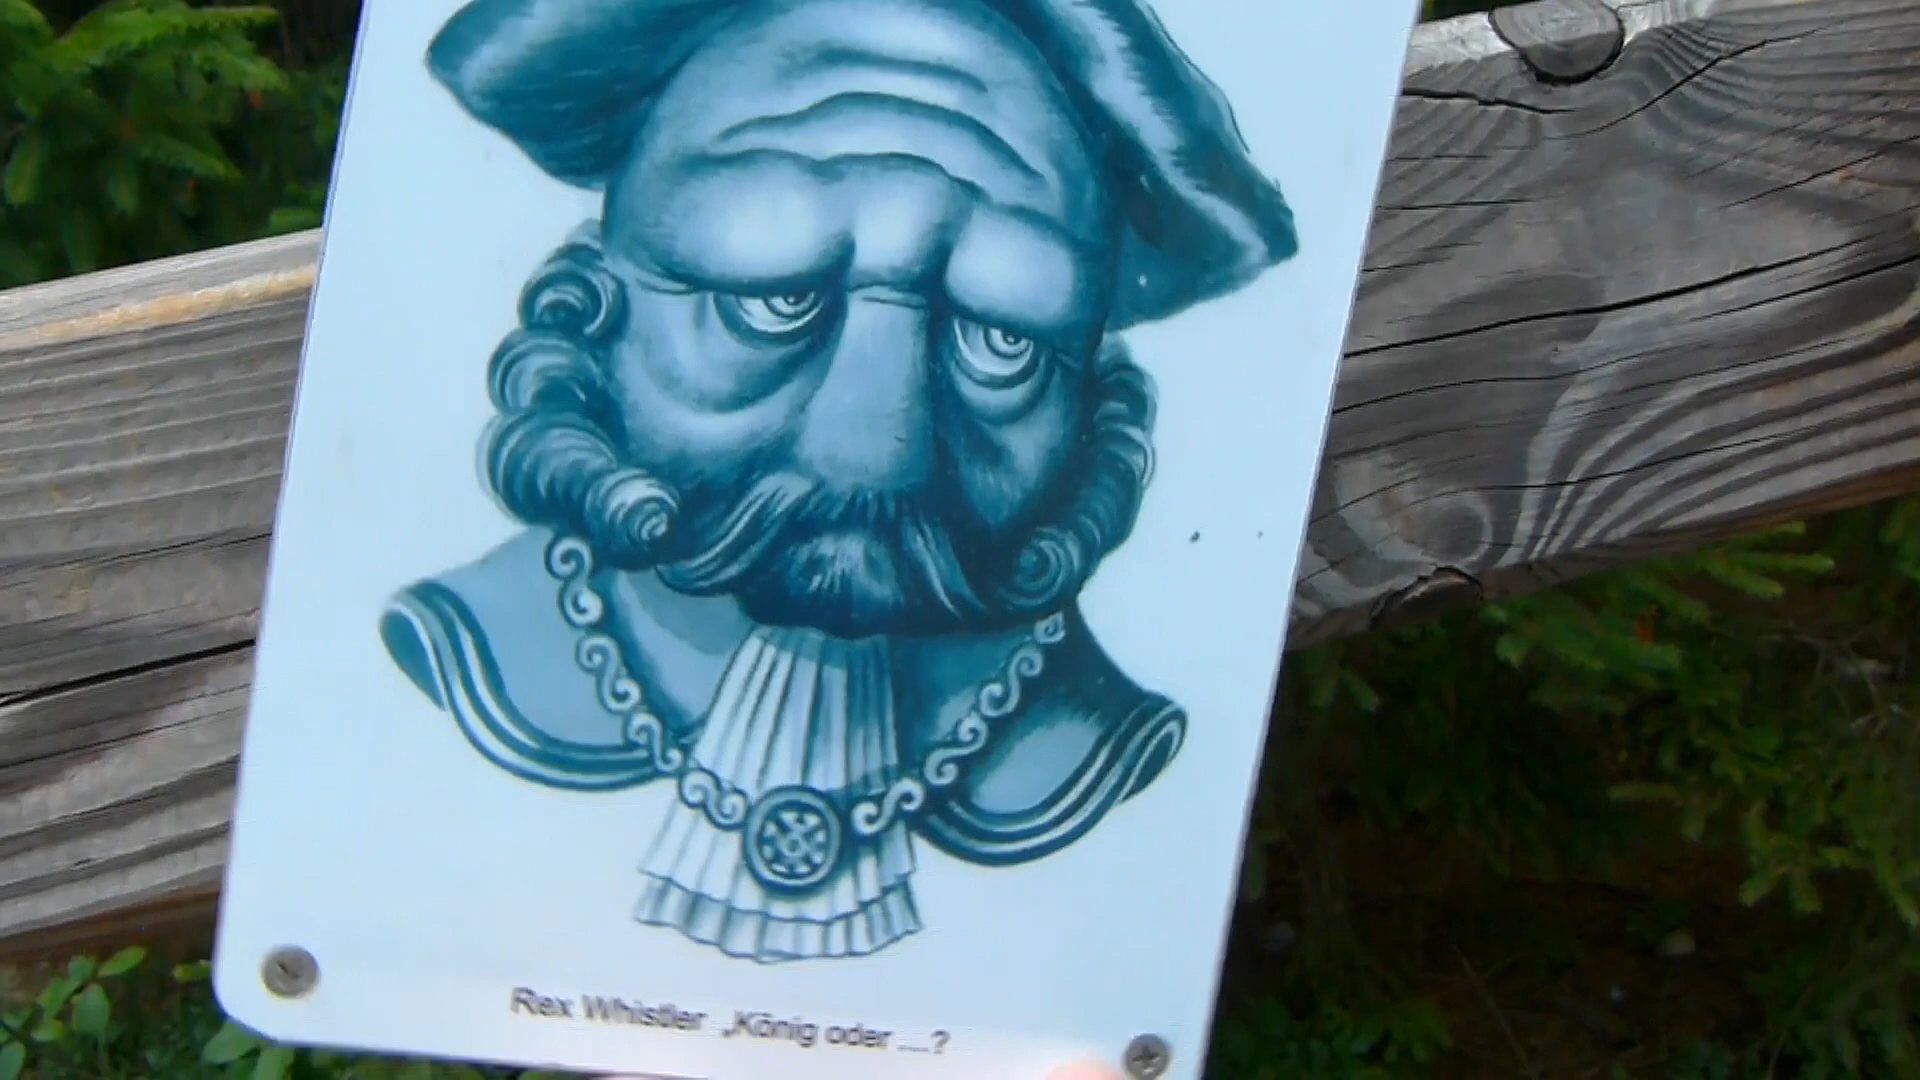 Rex Whistler „König oder ....?